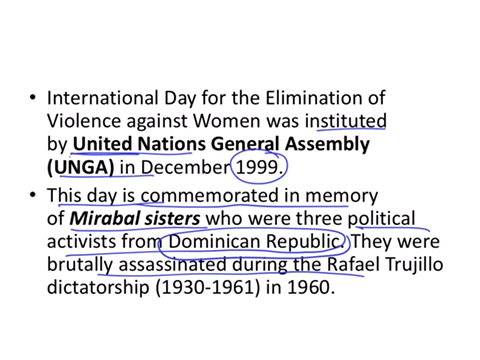 • International Day for the Elimination of
Violence against Women was instituted
by United Nations General Assembly
(UNGA) in December 1999.
• This day is commemorated in memory
of Mirabal sisters who were three political
activists from Dominican Republic. They were
brutally assassinated during the Rafael Trujillo
dictatorship (1930-1961) in 1960.